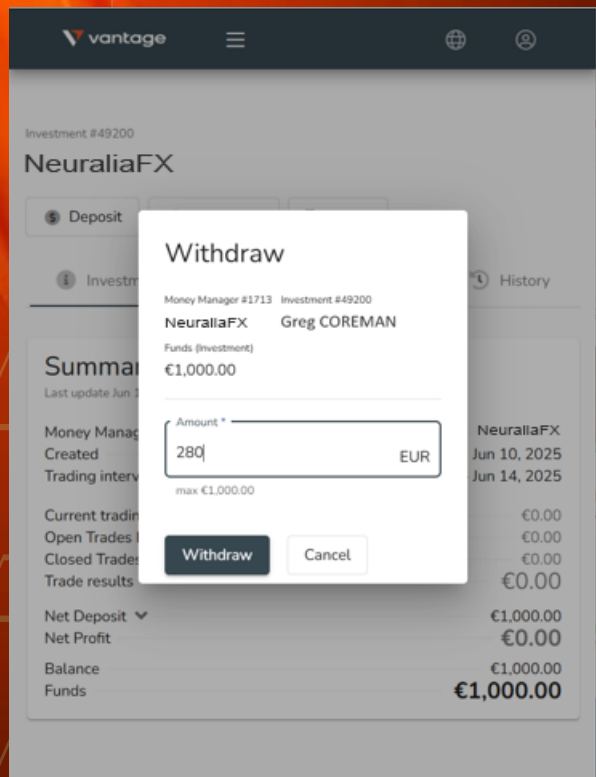 vantage
Investment #49200
NeuraliaFX
Deposit
Withdraw
Investm
History
Money Manager #1713 Investment #49200
NeuraliaFX Greg COREMAN
Funds (Investment)
€1,000.00
Summar
Last update Jun 1
Amount *
280 EUR
max €1,000.00
Withdraw Cancel
Money Manag NeuraliaFX
Created Jun 10, 2025
Trading interv Jun 14, 2025
Current tradin €0.00
Open Trades €0.00
Closed Trades €0.00
Trade results €0.00
Net Deposit €1,000.00
Net Profit €0.00
Balance €1,000.00
Funds €1,000.00